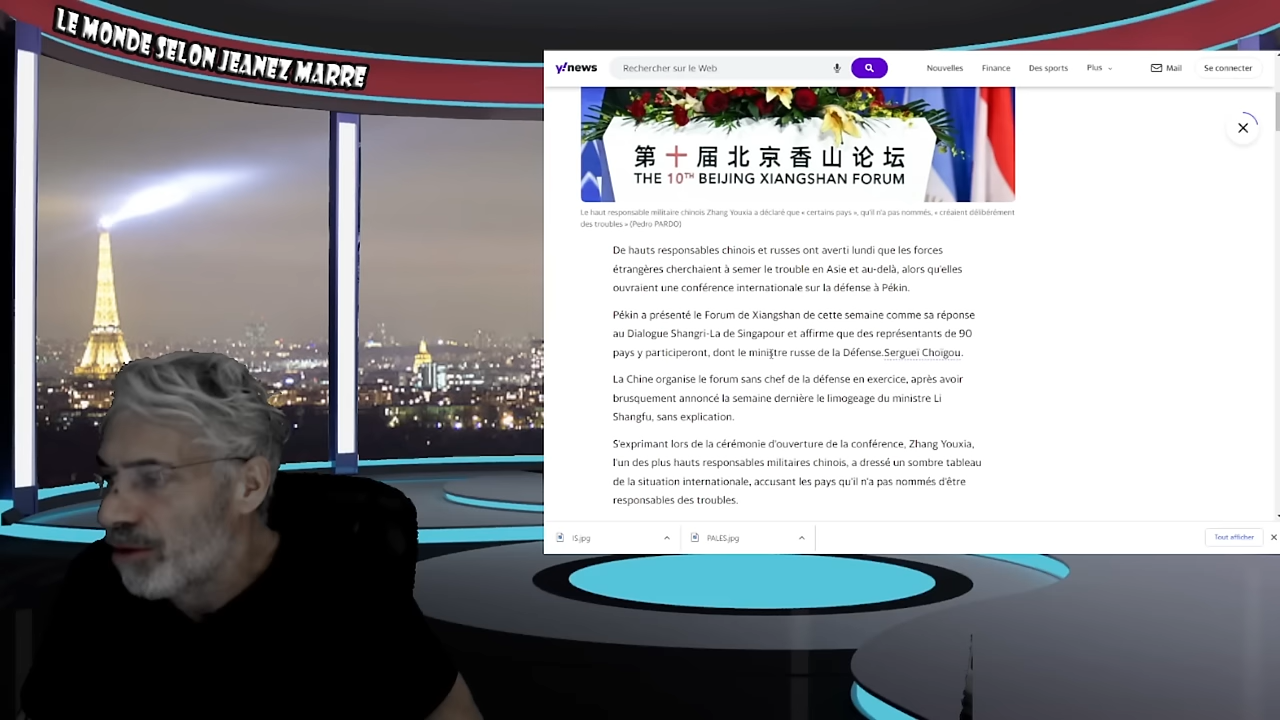 LE MONDE SELON JEANEZ MARRE
y!news
Rechercher sur le Web
Nouvelles
Finance
Des sports
Plus
Mail
Se connecter
第十届北京香山论坛
THE 10TH BEIJING XIANGSHAN FORUM
Le haut responsable militaire chinois Zhang Youxia a déclaré que « certains pays », qu'il n'a pas nommés, « créaient délibérément
des troubles » (Pedro PARDO)
De hauts responsables chinois et russes ont averti lundi que les forces
étrangères cherchaient à semer le trouble en Asie et au-delà, alors qu'elles
ouvraient une conférence internationale sur la défense à Pékin.
Pékin a présenté le Forum de Xiangshan de cette semaine comme sa réponse
au Dialogue Shangri-La de Singapour et affirme que des représentants de 90
pays y participeront, dont le ministre russe de la Défense.Sergueï Choïgou.
La Chine organise le forum sans chef de la défense en exercice, après avoir
brusquement annoncé la semaine dernière le limogeage du ministre Li
Shangfu, sans explication.
S'exprimant lors de la cérémonie d'ouverture de la conférence, Zhang Youxia,
l'un des plus hauts responsables militaires chinois, a dressé un sombre tableau
de la situation internationale, accusant les pays qu'il n'a pas nommés d'être
responsables des troubles.
IS.jpg
PALES.jpg
Tout afficher